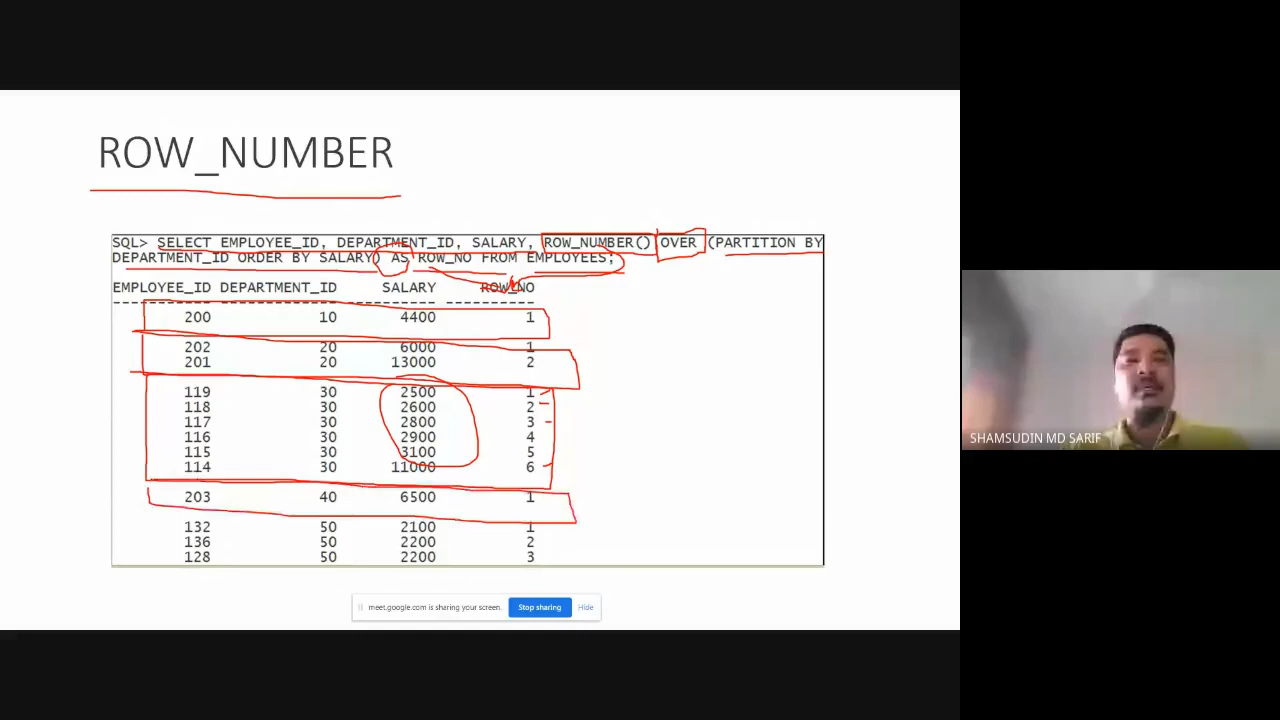 ROW_NUMBER
SQL> SELECT EMPLOYEE_ID, DEPARTMENT_ID, SALARY, ROW_NUMBER() OVER (PARTITION BY
DEPARTMENT_ID ORDER BY SALARY) AS ROW_NO FROM EMPLOYEES;
EMPLOYEE_ID DEPARTMENT_ID SALARY ROW_NO
----------- ------------- ---------- ----------
200 10 4400 1
202 20 6000 1
201 20 13000 2
119 30 2500 1
118 30 2600 2
117 30 2800 3
116 30 2900 4
115 30 3100 5
114 30 11000 6
203 40 6500 1
132 50 2100 1
136 50 2200 2
128 50 2200 3
meet.google.com is sharing your screen. Stop sharing Hide
SHAMSUDIN MD SARIF